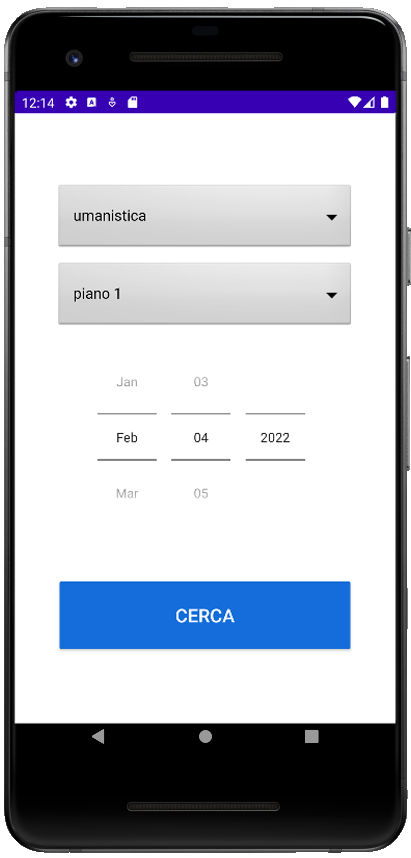 12:14
umanistica
piano 1
Jan 03
Feb 04 2022
Mar 05
CERCA